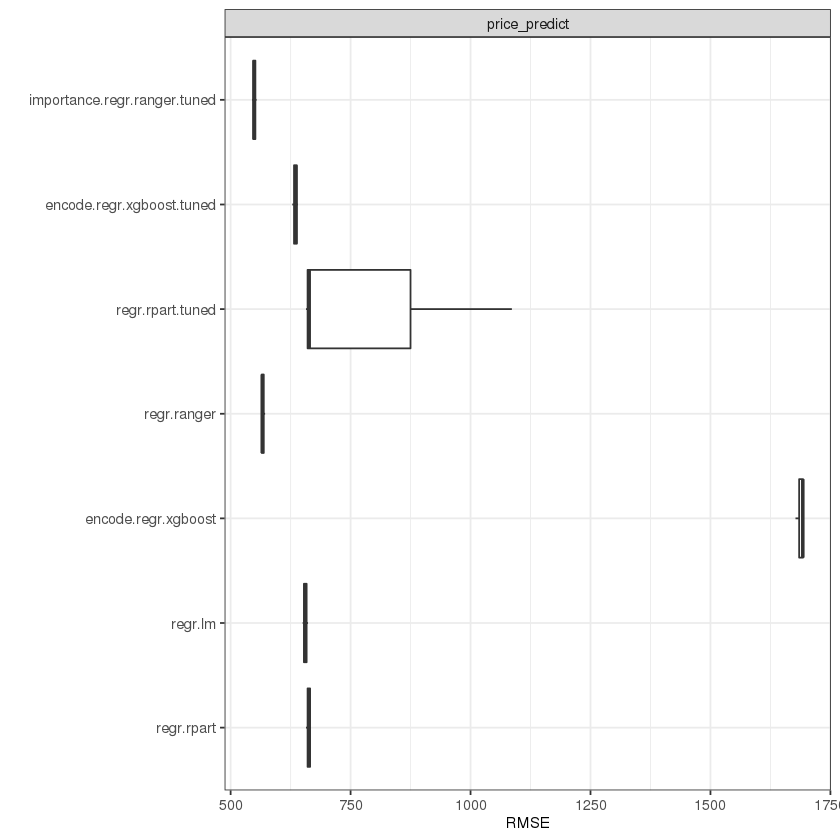 price_predict
importance.regr.ranger.tuned
encode.regr.xgboost.tuned
regr.rpart.tuned
regr.ranger
encode.regr.xgboost
regr.lm
regr.rpart
500 750 1000 1250 1500 175
RMSE